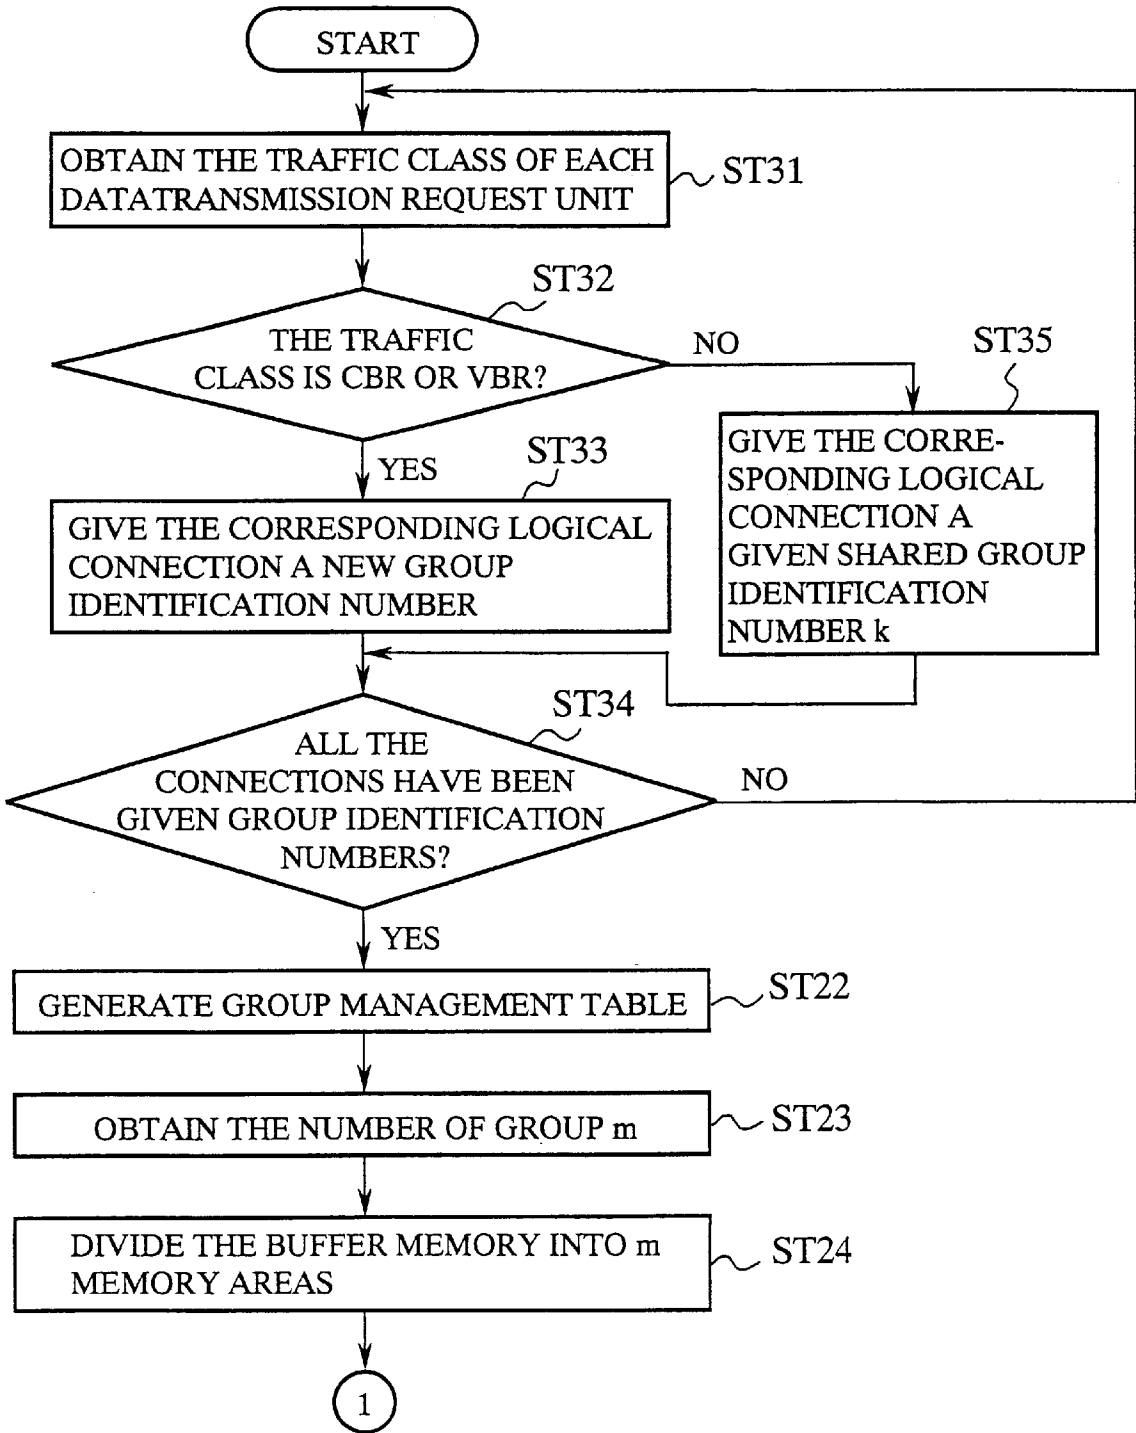 START
OBTAIN THE TRAFFIC CLASS OF EACH
DATATRANSMISSION REQUEST UNIT
ST31
ST32
THE TRAFFIC
CLASS IS CBR OR VBR?
NO
YES
ST33
GIVE THE CORRESPONDING LOGICAL
CONNECTION A NEW GROUP
IDENTIFICATION NUMBER
ST35
GIVE THE CORRE-
SPONDING LOGICAL
CONNECTION A
GIVEN SHARED GROUP
IDENTIFICATION
NUMBER k
ST34
ALL THE
CONNECTIONS HAVE BEEN
GIVEN GROUP IDENTIFICATION
NUMBERS?
NO
YES
GENERATE GROUP MANAGEMENT TABLE
ST22
OBTAIN THE NUMBER OF GROUP m
ST23
DIVIDE THE BUFFER MEMORY INTO m
MEMORY AREAS
ST24
1